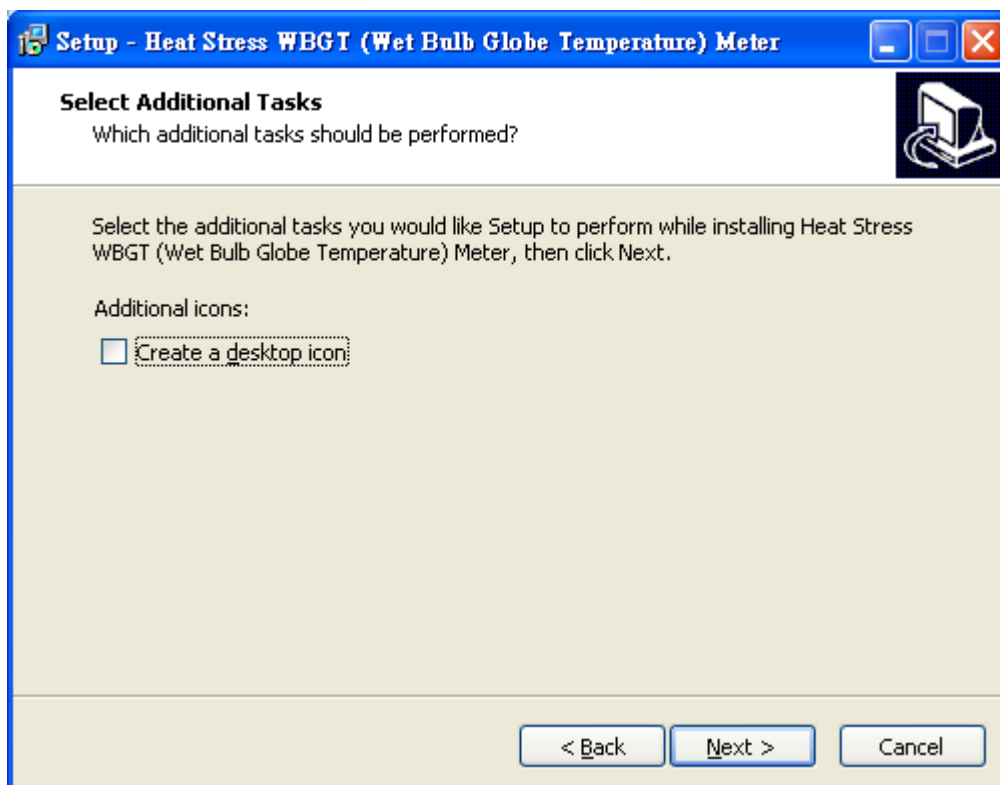 Setup - Heat Stress WBGT (Wet Bulb Globe Temperature) Meter
Select Additional Tasks
Which additional tasks should be performed?
Select the additional tasks you would like Setup to perform while installing Heat Stress
WBGT (Wet Bulb Globe Temperature) Meter, then click Next.
Additional icons:
Create a desktop icon
< Back
Next >
Cancel